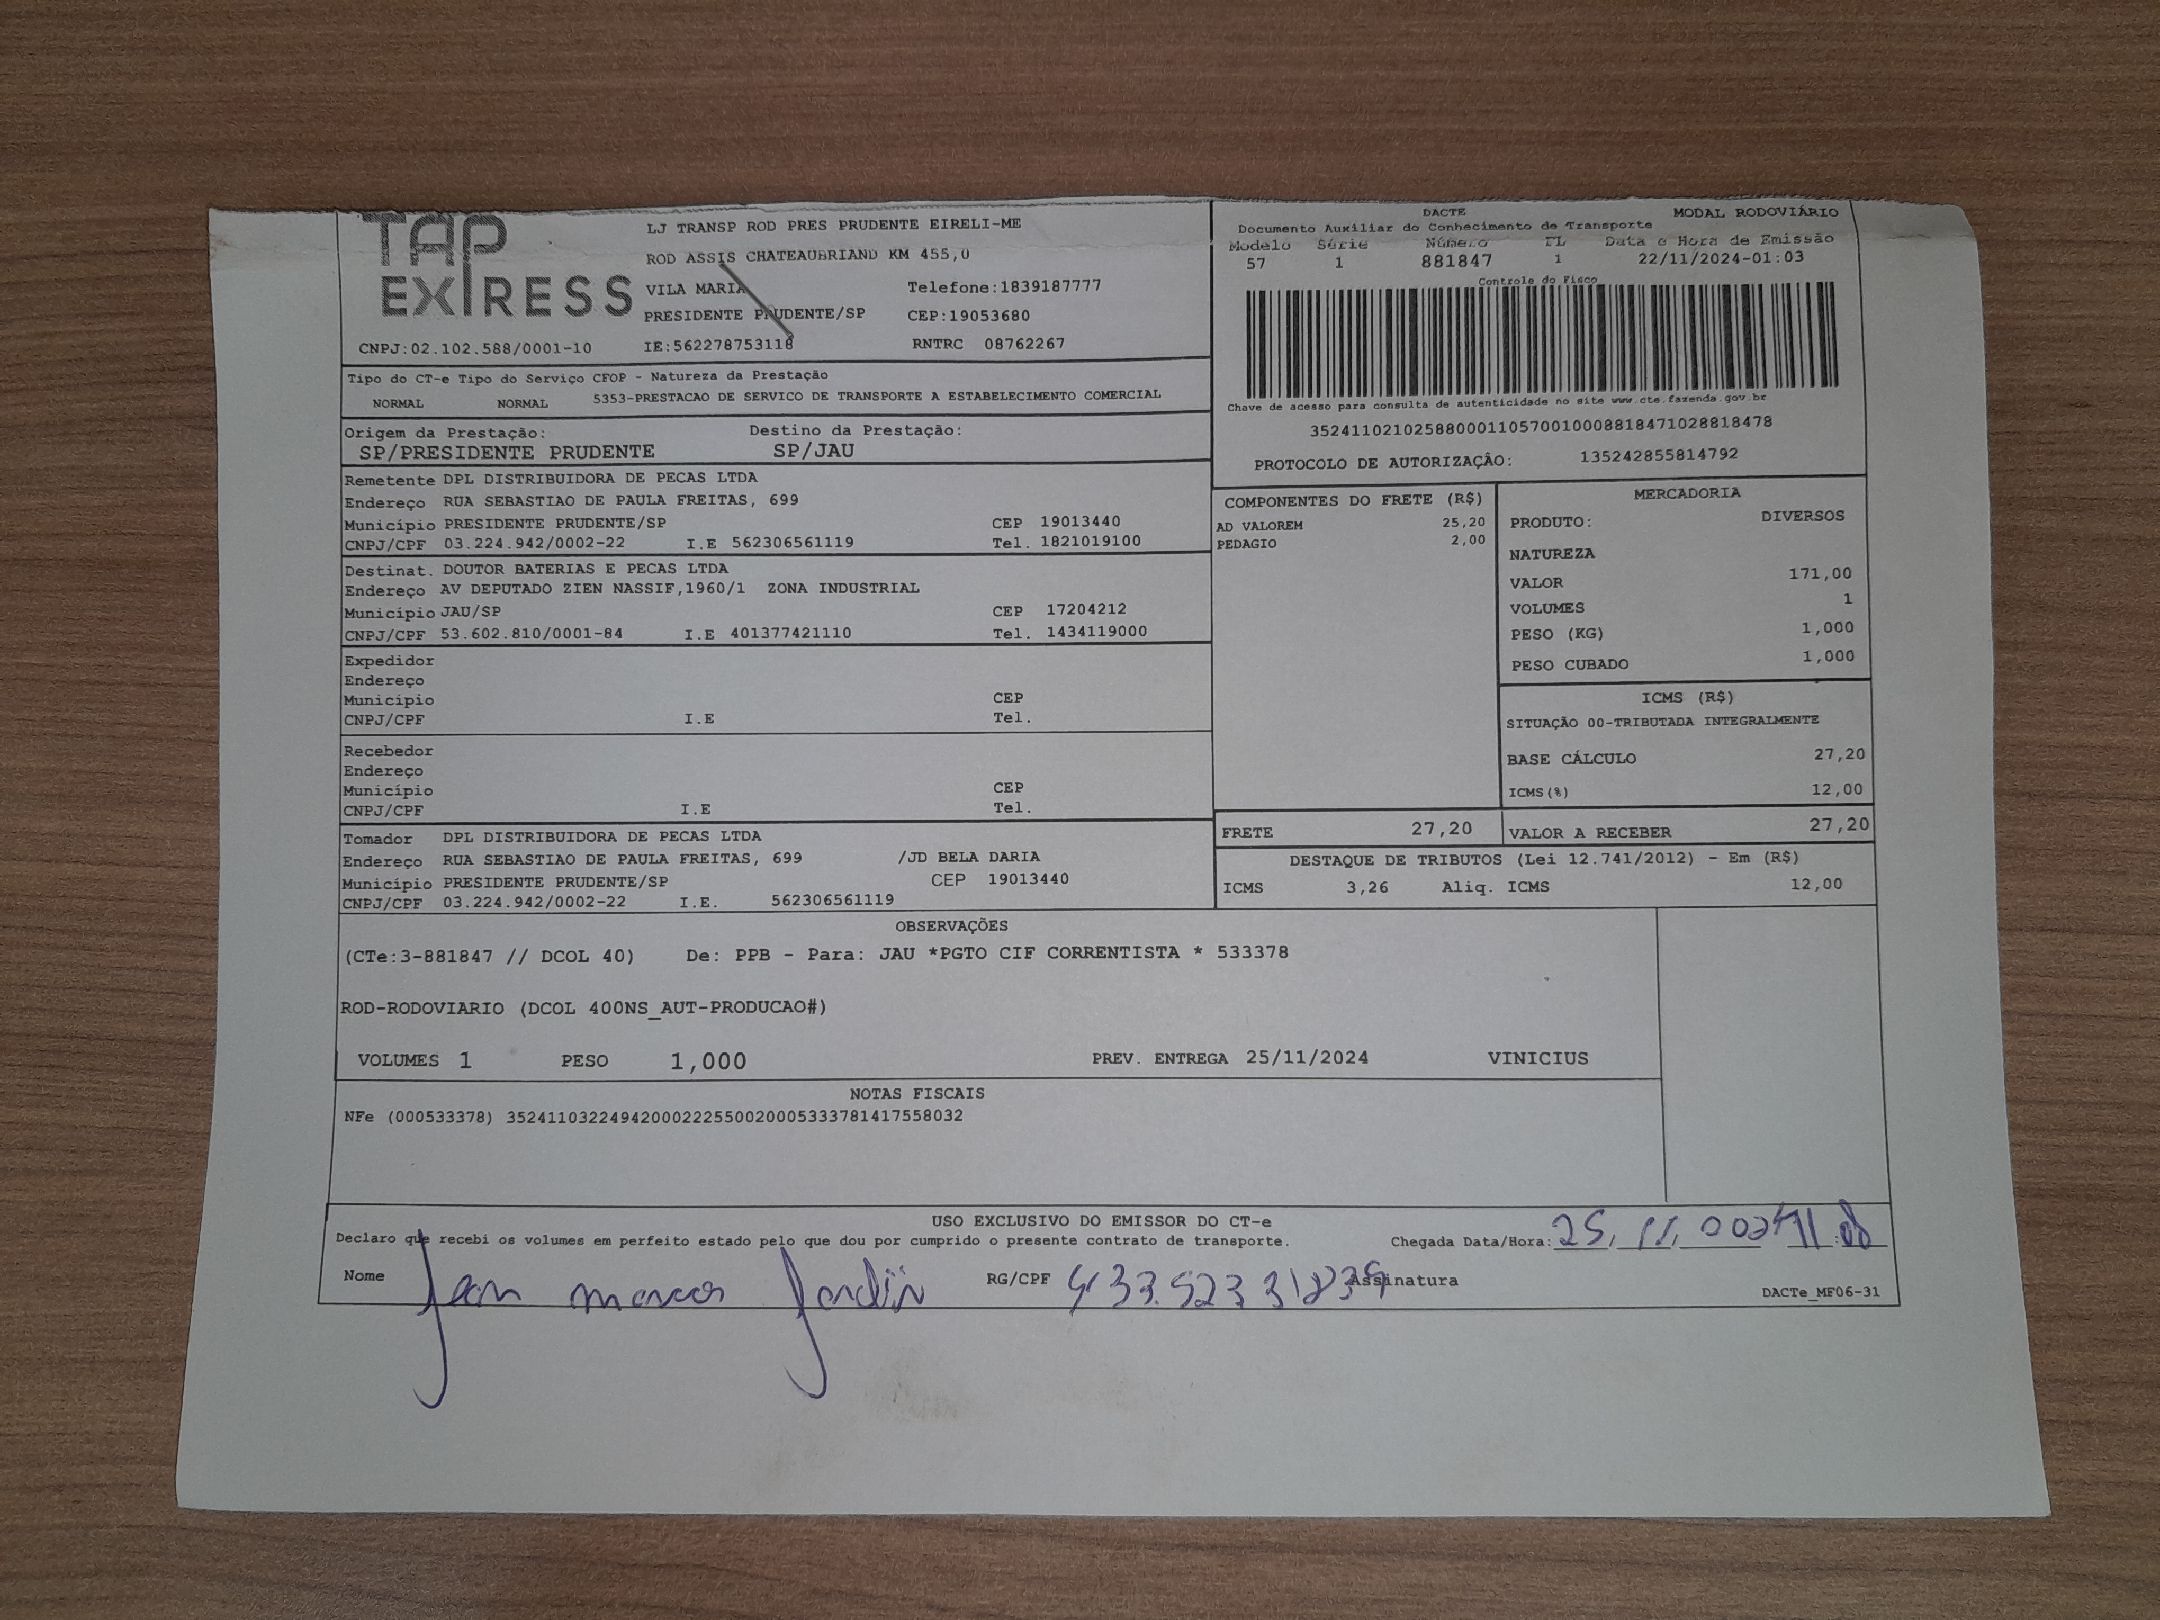 TAP
EXPRESS
LJ TRANSP ROD PRES PRUDENTE EIRELI-ME
ROD ASSIS CHATEAUBRIAND KM 455,0
VILA MARIA Telefone:1839187777
PRESIDENTE PRUDENTE/SP CEP:19053680
CNPJ:02.102.588/0001-10 IE:562278753118 RNTRC 08762267
DACTE MODAL RODOVIÁRIO
Documento Auxiliar do Conhecimento de Transporte
Modelo Série Número FL Data e Hora de Emissão
57 1 881847 1 22/11/2024-01:03
Controle do Fisco
Chave de acesso para consulta de autenticidade no site www.cte.fazenda.gov.br
35241102102588000110570010008818471028818478
PROTOCOLO DE AUTORIZAÇÃO: 135242855814792
Tipo do CT-e Tipo do Serviço CFOP - Natureza da Prestação
NORMAL NORMAL 5353-PRESTACAO DE SERVICO DE TRANSPORTE A ESTABELECIMENTO COMERCIAL
Origem da Prestação: Destino da Prestação:
SP/PRESIDENTE PRUDENTE SP/JAU
Remetente DPL DISTRIBUIDORA DE PECAS LTDA
Endereço RUA SEBASTIAO DE PAULA FREITAS, 699
Município PRESIDENTE PRUDENTE/SP CEP 19013440
CNPJ/CPF 03.224.942/0002-22 I.E 562306561119 Tel. 1821019100
Destinat. DOUTOR BATERIAS E PECAS LTDA
Endereço AV DEPUTADO ZIEN NASSIF,1960/1 ZONA INDUSTRIAL
Município JAU/SP CEP 17204212
CNPJ/CPF 53.602.810/0001-84 I.E 401377421110 Tel. 1434119000
Expedidor
Endereço
Município CEP
CNPJ/CPF I.E Tel.
Recebedor
Endereço
Município CEP
CNPJ/CPF I.E Tel.
Tomador DPL DISTRIBUIDORA DE PECAS LTDA
Endereço RUA SEBASTIAO DE PAULA FREITAS, 699 /JD BELA DARIA
Município PRESIDENTE PRUDENTE/SP CEP 19013440
CNPJ/CPF 03.224.942/0002-22 I.E. 562306561119
COMPONENTES DO FRETE (R$)
AD VALOREM 25,20
PEDAGIO 2,00
MERCADORIA
PRODUTO: DIVERSOS
NATUREZA
VALOR 171,00
VOLUMES 1
PESO (KG) 1,000
PESO CUBADO 1,000
ICMS (R$)
SITUAÇÃO 00-TRIBUTADA INTEGRALMENTE
BASE CÁLCULO 27,20
ICMS(%) 12,00
FRETE 27,20 VALOR A RECEBER 27,20
DESTAQUE DE TRIBUTOS (Lei 12.741/2012) - Em (R$)
ICMS 3,26 Aliq. ICMS 12,00
OBSERVAÇÕES
(CTe:3-881847 // DCOL 40) De: PPB - Para: JAU *PGTO CIF CORRENTISTA * 533378
ROD-RODOVIARIO (DCOL 400NS_AUT-PRODUCAO#)
VOLUMES 1 PESO 1,000 PREV. ENTREGA 25/11/2024 VINICIUS
NOTAS FISCAIS
NFe (000533378) 35241103224942000222550020005333781417558032
USO EXCLUSIVO DO EMISSOR DO CT-e
Declaro que recebi os volumes em perfeito estado pelo que dou por cumprido o presente contrato de transporte. Chegada Data/Hora: 25. 11.
Nome Jean marcos RG/CPF Assinatura
DACTe_MF06-31